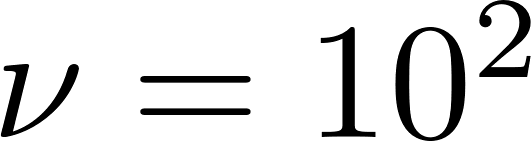 ν = 10²